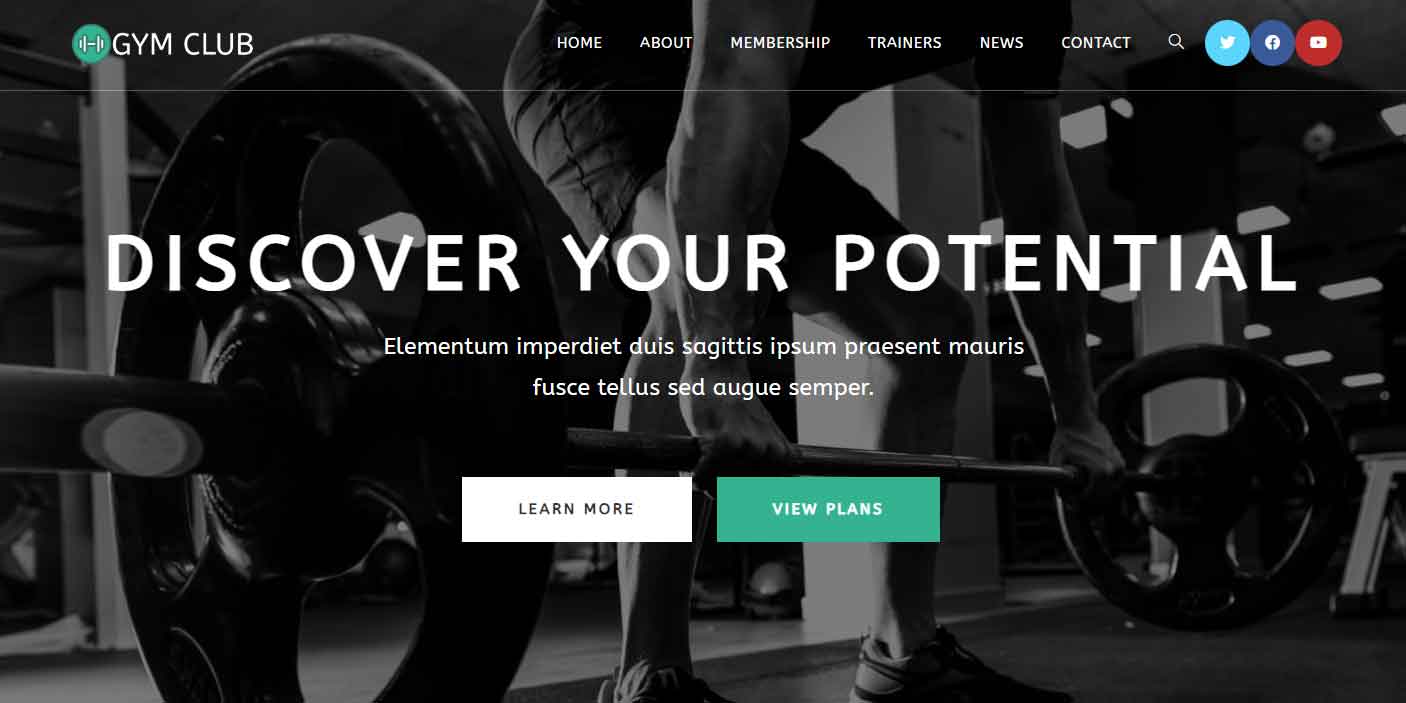 GYM CLUB
HOME ABOUT MEMBERSHIP TRAINERS NEWS CONTACT
DISCOVER YOUR POTENTIAL
Elementum imperdiet duis sagittis ipsum praesent mauris
fusce tellus sed augue semper.
LEARN MORE VIEW PLANS